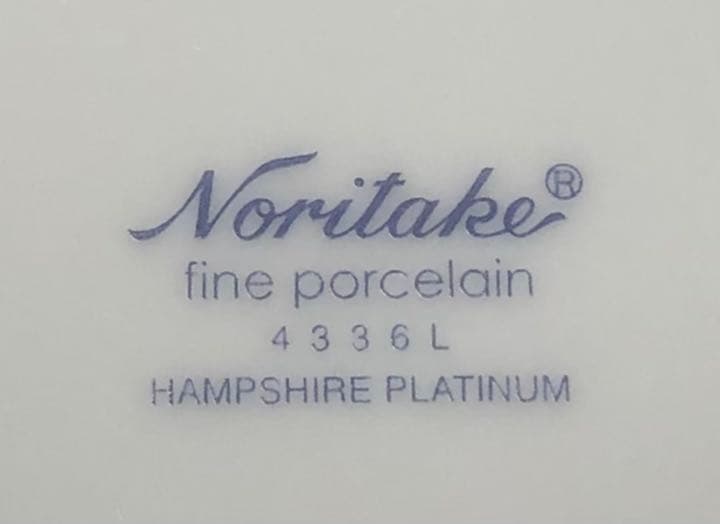 Noritake®
fine porcelain
4336L
HAMPSHIRE PLATINUM